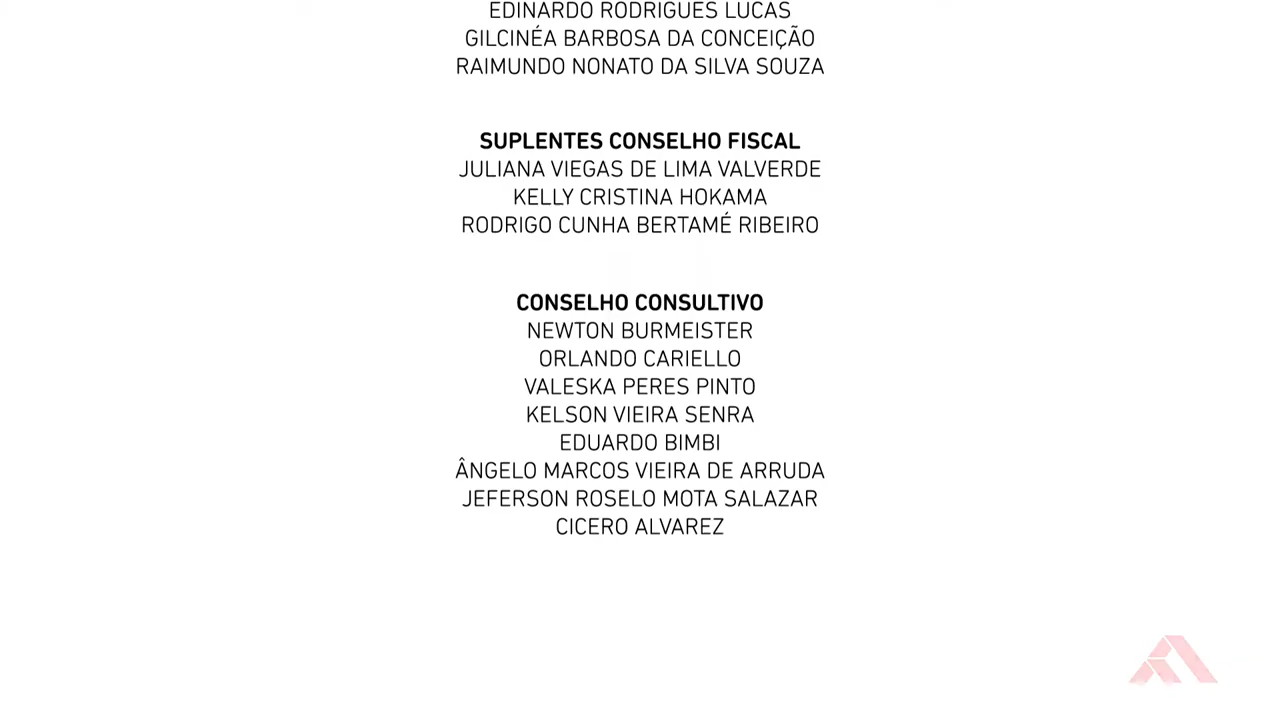 EDINARDO RODRIGUES LUCAS
GILCINÉA BARBOSA DA CONCEIÇÃO
RAIMUNDO NONATO DA SILVA SOUZA
SUPLENTES CONSELHO FISCAL
JULIANA VIEGAS DE LIMA VALVERDE
KELLY CRISTINA HOKAMA
RODRIGO CUNHA BERTAMÉ RIBEIRO
CONSELHO CONSULTIVO
NEWTON BURMEISTER
ORLANDO CARIELLO
VALESKA PERES PINTO
KELSON VIEIRA SENRA
EDUARDO BIMBI
ÂNGELO MARCOS VIEIRA DE ARRUDA
JEFERSON ROSELO MOTA SALAZAR
CICERO ALVAREZ